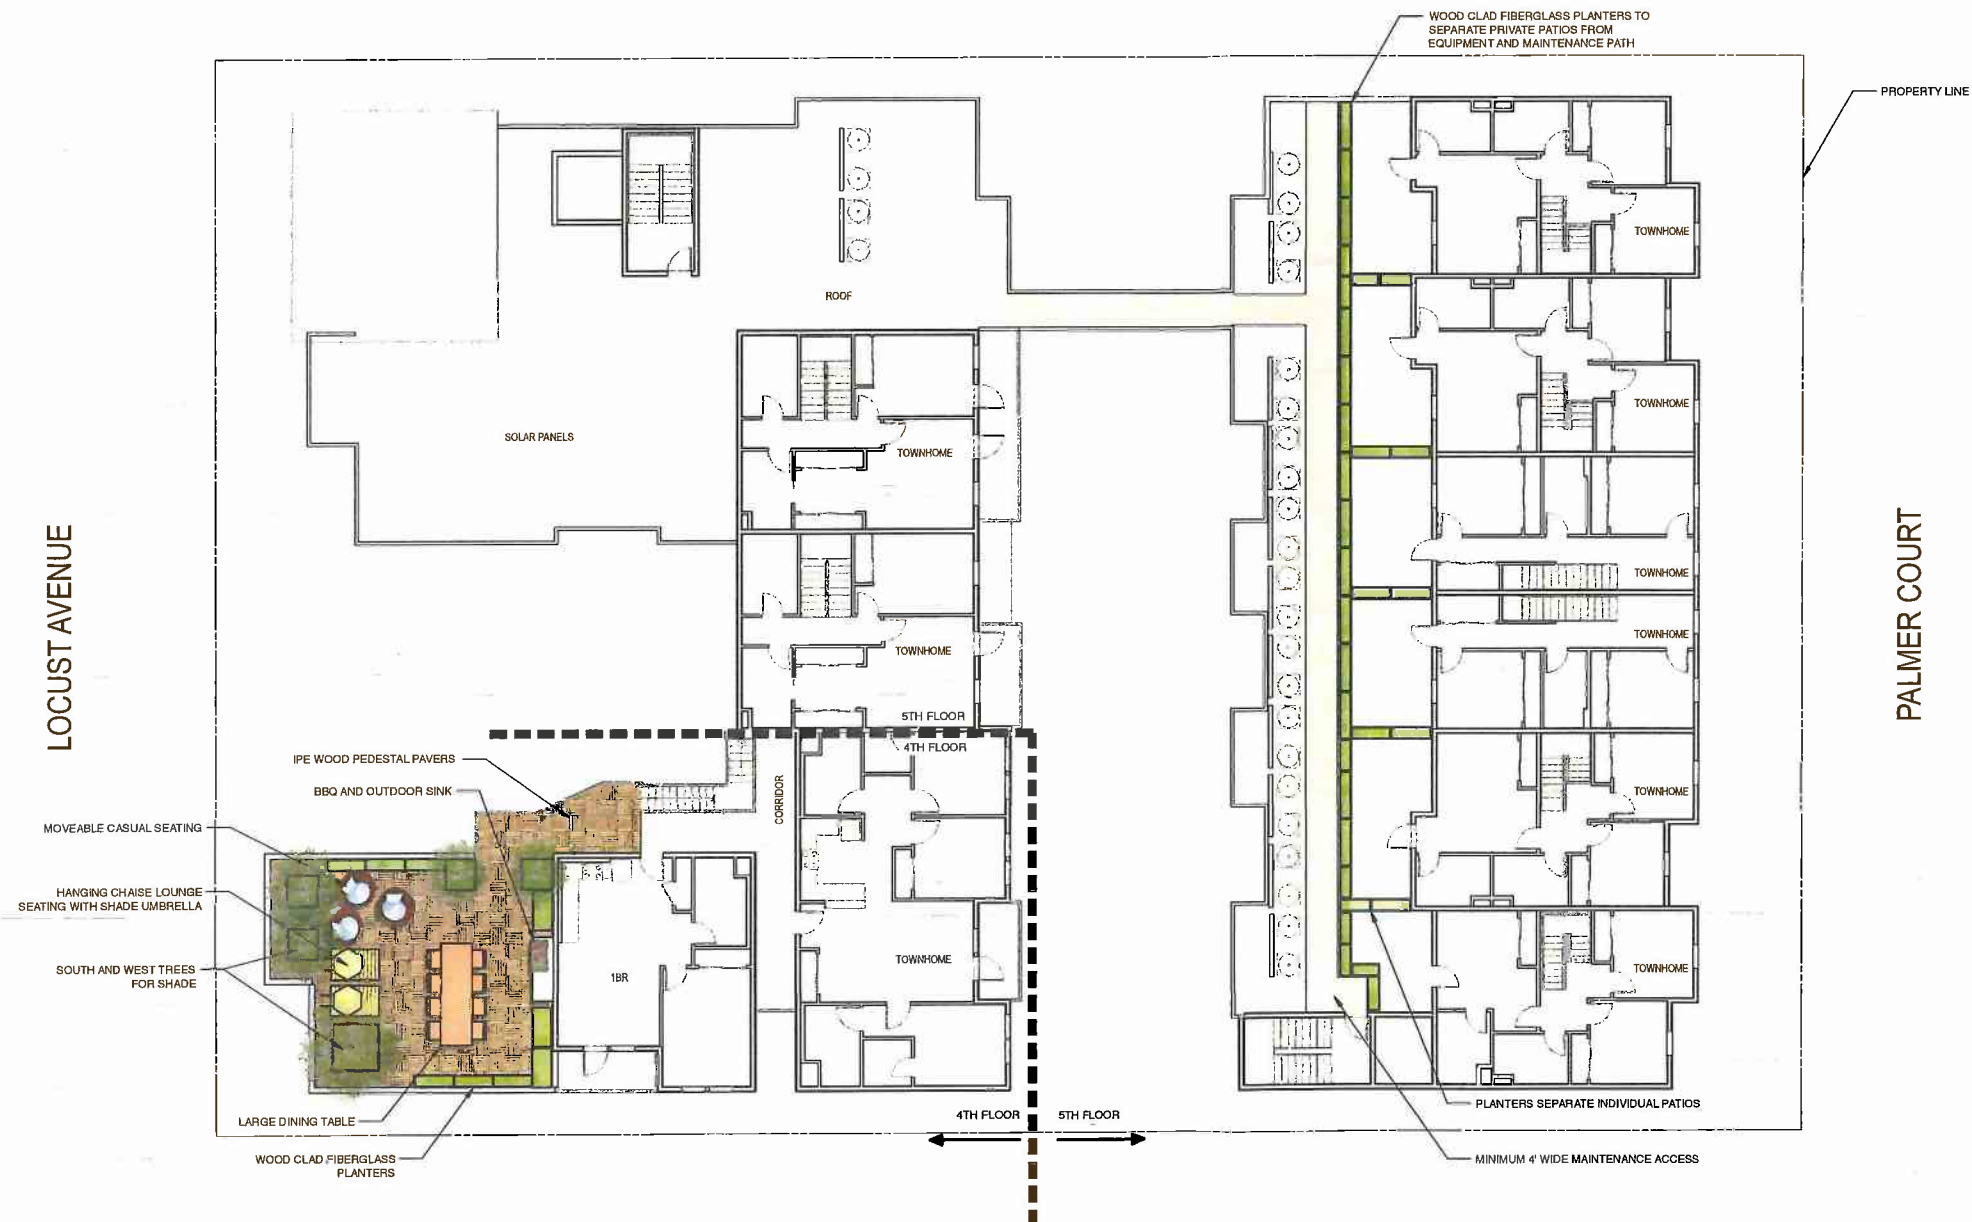 WOOD CLAD FIBERGLASS PLANTERS TO
SEPARATE PRIVATE PATIOS FROM
EQUIPMENT AND MAINTENANCE PATH
PROPERTY LINE
TOWNHOME
ROOF
TOWNHOME
SOLAR PANELS
TOWNHOME
LOCUST AVENUE
PALMER COURT
TOWNHOME
TOWNHOME
TOWNHOME
5TH FLOOR
4TH FLOOR
IPE WOOD PEDESTAL PAVERS
BBQ AND OUTDOOR SINK
CORRIDOR
TOWNHOME
MOVEABLE CASUAL SEATING
HANGING CHAISE LOUNGE
SEATING WITH SHADE UMBRELLA
SOUTH AND WEST TREES
FOR SHADE
1BR
TOWNHOME
TOWNHOME
LARGE DINING TABLE
4TH FLOOR
5TH FLOOR
PLANTERS SEPARATE INDIVIDUAL PATIOS
WOOD CLAD FIBERGLASS
PLANTERS
MINIMUM 4' WIDE MAINTENANCE ACCESS